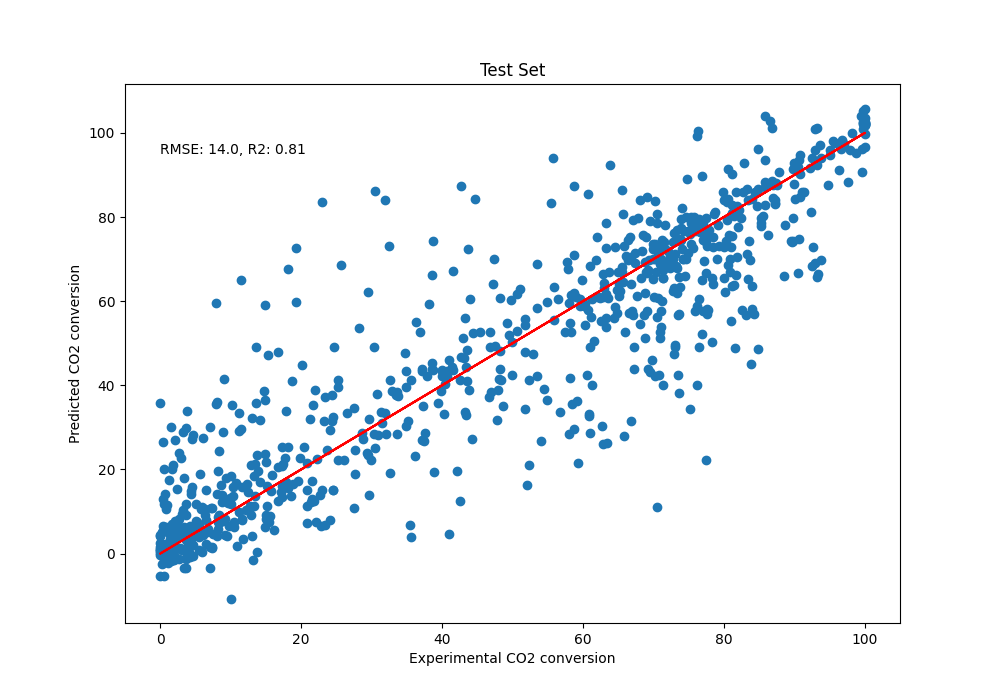 Test Set
RMSE: 14.0, R2: 0.81
Predicted CO2 conversion
100
80
60
40
20
0
0 20 40 60 80 100
Experimental CO2 conversion